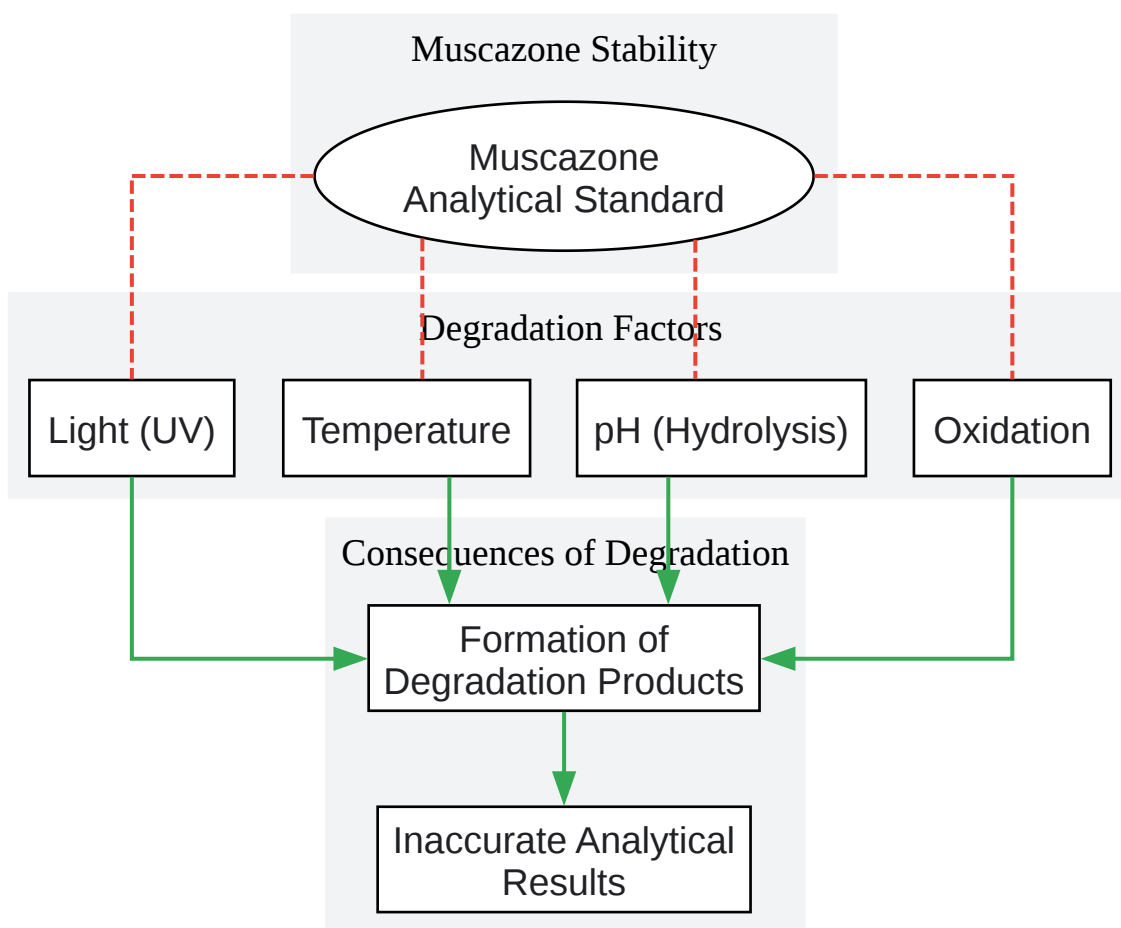 Muscazone Stability
Muscazone
Analytical Standard
Degradation Factors
Light (UV)
Temperature
pH (Hydrolysis)
Oxidation
Consequences of Degradation
Formation of
Degradation Products
Inaccurate Analytical
Results